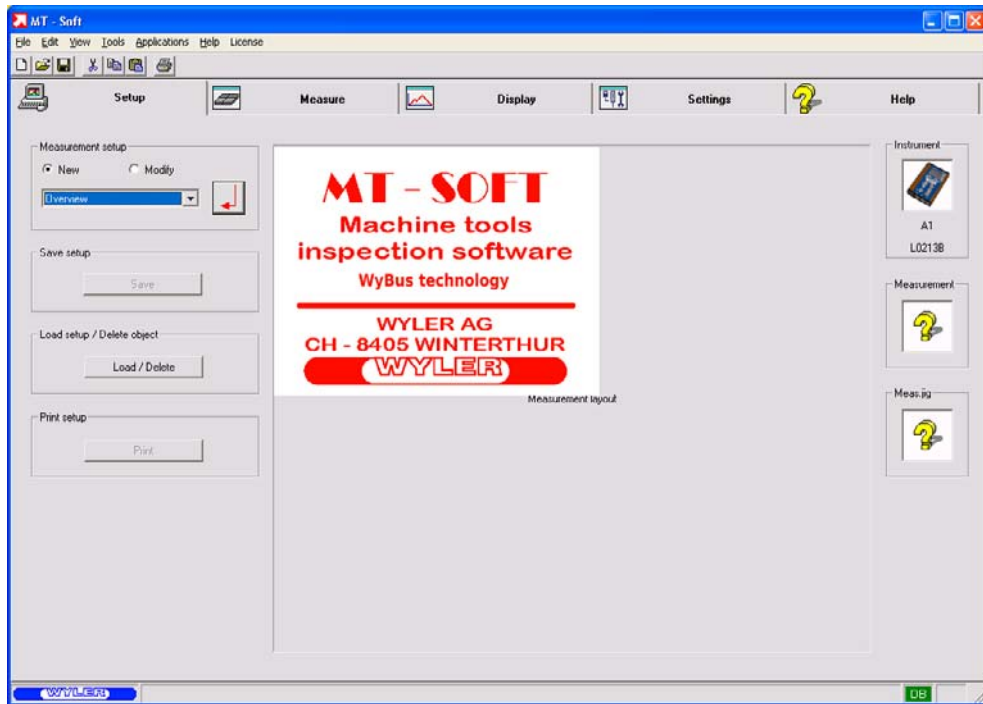 MT - Soft
File Edit View Tools Applications Help License
Setup Measure Display Settings Help
Measurement setup
New Modify
Overview
Save setup
Save
Load setup / Delete object
Load / Delete
Print setup
Print
MT - SOFT
Machine tools
inspection software
WyBus technology
WYLER AG
CH - 8405 WINTERTHUR
WYLER
Measurement layout
Instrument
A1
L0213B
Measurement
Meas.jig
WYLER
DB